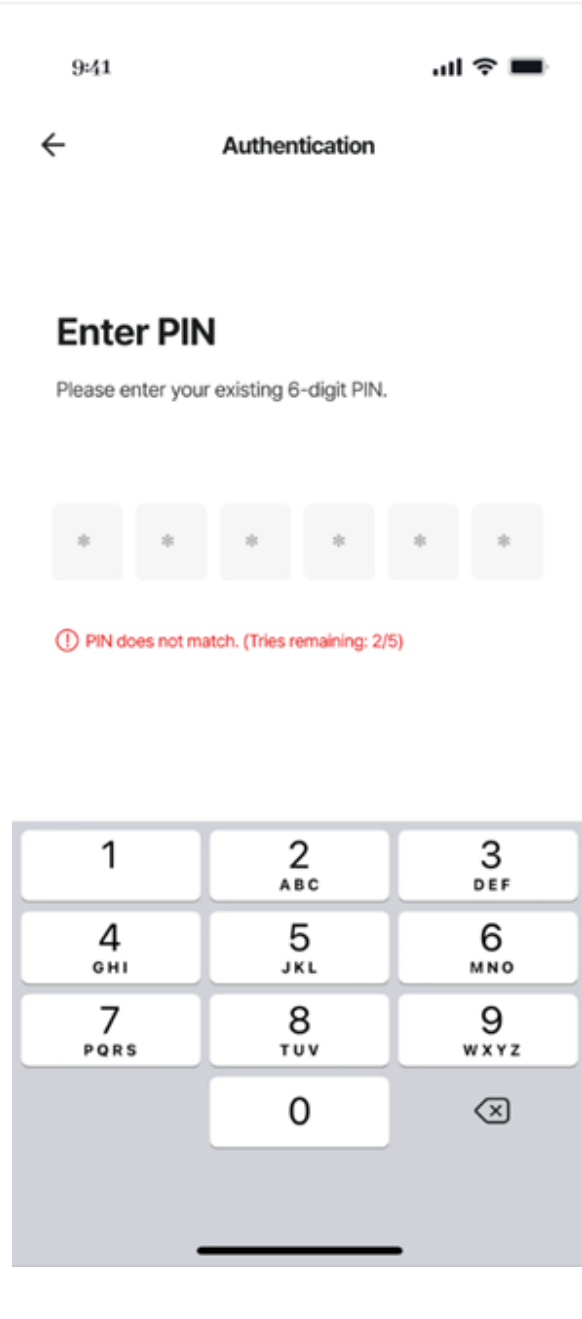 9:41
Authentication
Enter PIN
Please enter your existing 6-digit PIN.
* * * * * *
PIN does not match. (Tries remaining: 2/5)
1 2 3
ABC DEF
4 5 6
GHI JKL MNO
7 8 9
PQRS TUV WXYZ
0